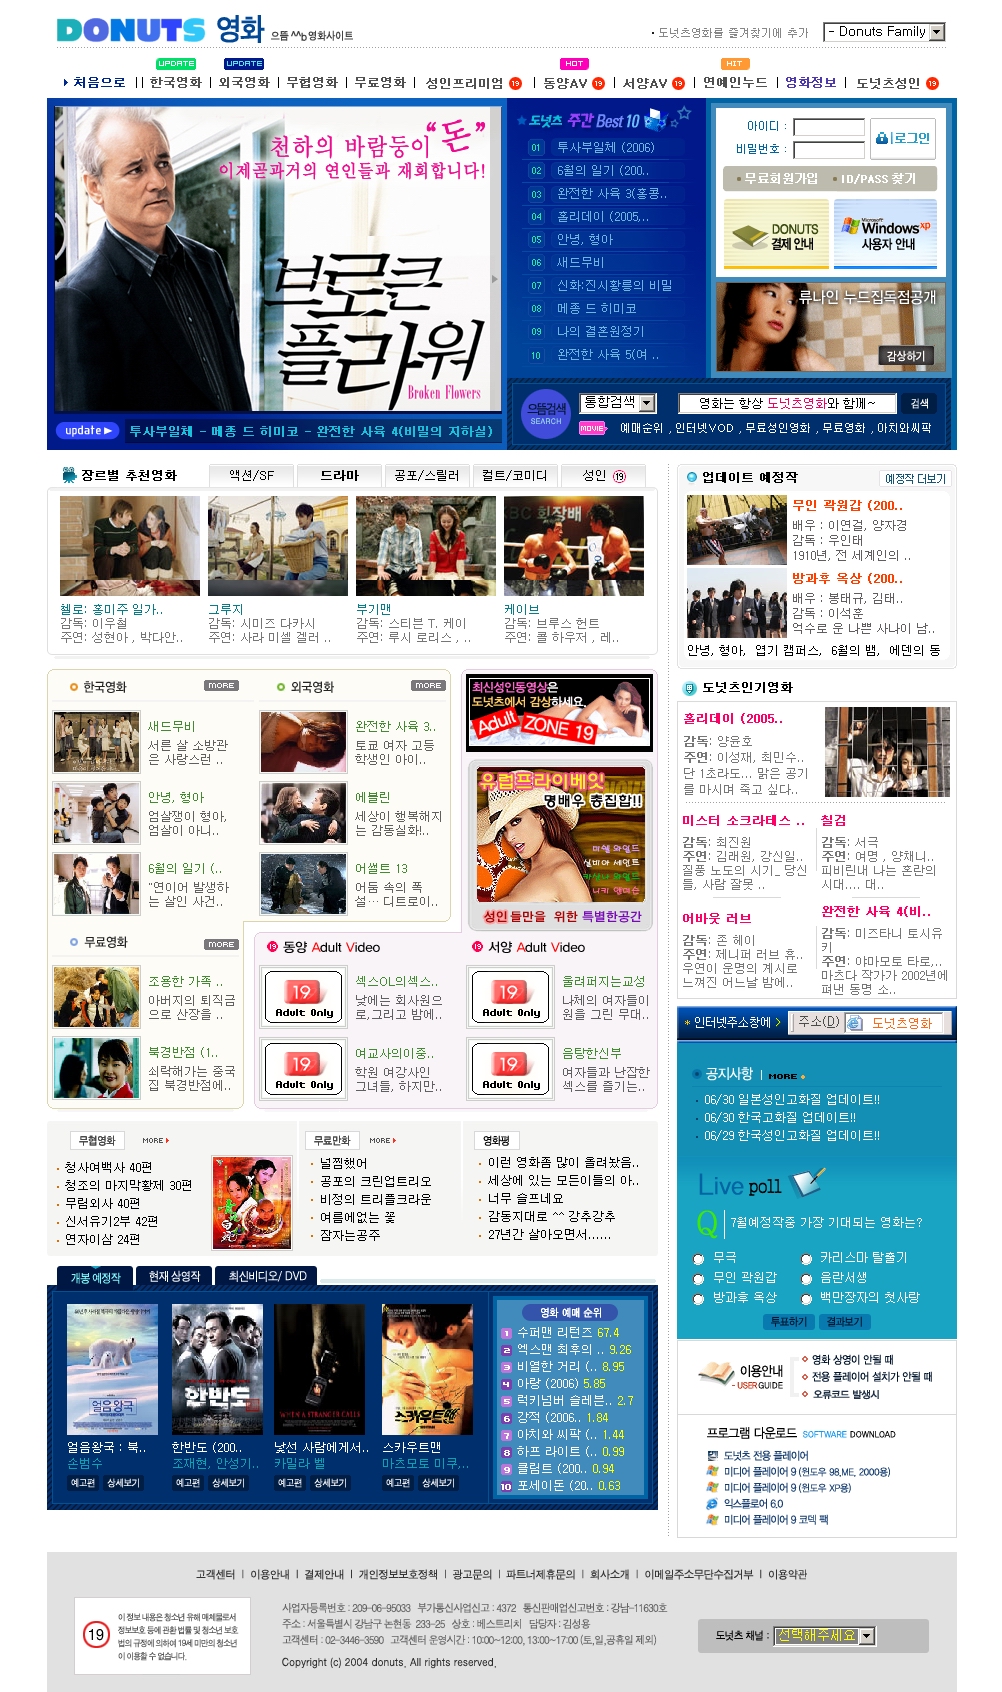 DONUTS 영화 으뜸 ^^b영화사이트
도넛츠영화를 즐겨찾기에 추가
- Donuts Family
UPDATE UPDATE HOT HIT
처음으로 || 한국영화 | 외국영화 | 무협영화 | 무료영화 | 성인프리미엄 19 | 동양AV 19 | 서양AV 19 | 연예인누드 | 영화정보 | 도넛츠성인 19
천하의 바람둥이 “돈”
이제곧과거의 연인들과 재회합니다!
브로큰
플라워
Broken Flowers
update
투사부일체 - 메종 드 히미코 - 완전한 사육 4(비밀의 지하실)
도넛츠 주간 Best 10
01 투사부일체 (2006)
02 6월의 일기 (200..
03 완전한 사육 3(홍콩..
04 홀리데이 (2005,..
05 안녕, 형아
06 새드무비
07 신화:진시황릉의 비밀
08 메종 드 히미코
09 나의 결혼원정기
10 완전한 사육 5(여 ..
아이디 :
비밀번호 :
로그인
무료회원가입 ID/PASS 찾기
DONUTS
결제 안내
Microsoft
Windows xp
사용자 안내
류나인 누드집독점공개
감상하기
으뜸검색
SEARCH
통합검색
영화는 항상 도넛츠영화와 함께~
검색
MOVIE 예매순위 , 인터넷VOD , 무료성인영화 , 무료영화 , 아치와씨팍
장르별 추천영화
액션/SF
드라마
공포/스릴러
컬트/코미디
성인 19
첼로: 홍미주 일가..
감독: 이우철
주연: 성현아 , 박다안..
그루지
감독: 시미즈 다카시
주연: 사라 미셀 겔러 ..
부기맨
감독: 스티븐 T. 케이
주연: 루시 로리스 , ..
케이브
감독: 브루스 헌트
주연: 콜 하우저 , 레..
업데이트 예정작
예정작 더보기
무인 곽원갑 (200..
배우 : 이연걸, 양자경
감독 : 우인태
1910년, 전 세계인의 ..
방과후 옥상 (200..
배우 : 봉태규, 김태..
감독 : 이석훈
억수로 운 나쁜 사나이 남..
안녕, 형아, 엽기 캠퍼스, 6월의 뱀, 에덴의 동
한국영화 MORE
새드무비
서른 살 소방관
은 사랑스런 ..
안녕, 형아
엄살쟁이 형아,
엄살이 아니..
6월의 일기 (..
"연이어 발생하
는 살인 사건..
외국영화 MORE
완전한 사육 3..
토쿄 여자 고등
학생인 아이..
에블린
세상이 행복해지
는 감동실화!..
어썰트 13
어둠 속의 폭
설… 디트로이..
최신성인동영상은
도넛츠에서 감상하세요.
Adult ZONE 19
유럽프라이베잇
명배우 총집합!!
미쉘 와일드
실비아 세인트
카산나 와일드
니키 앤더슨
성인 들만을 위한 특별한공간
도넛츠인기영화
홀리데이 (2005..
감독: 양윤호
주연: 이성재, 최민수..
단 1초라도... 맑은 공기
를 마시며 죽고 싶다..
미스터 소크라테스 ..
감독: 최진원
주연: 김래원, 강신일..
질풍 노도의 시기_ 당신
들, 사람 잘못 ..
칠검
감독: 서극
주연: 여명 , 양채니..
피비린내 나는 혼란의
시대.... 대..
어바웃 러브
감독: 존 헤이
주연: 제니퍼 러브 휴..
우연이 운명의 계시로
느껴진 어느날 밤에..
완전한 사육 4(비..
감독: 미즈타니 토시유
키
주연: 야마모토 타로,..
마츠다 작가가 2002년에
펴낸 동명 소..
무료영화 MORE
조용한 가족 ..
아버지의 퇴직금
으로 산장을 ..
북경반점 (1..
쇠락해가는 중국
집 북경반점에..
19 동양 Adult Video
19 Adult Only
섹스OL의섹스..
낮에는 회사원으
로,그리고 밤에..
19 Adult Only
여교사의이중..
학원 여강사인
그녀들, 하지만..
19 서양 Adult Video
19 Adult Only
울려퍼지는교성
나체의 여자들이
원을 그린 무대..
19 Adult Only
음탕한신부
여자들과 난잡한
섹스를 즐기는..
* 인터넷주소창에 > 주소(D) 도넛츠영화
공지사항 | MORE
06/30 일본성인고화질 업데이트!!
06/30 한국고화질 업데이트!!
06/29 한국성인고화질 업데이트!!
Live poll
Q 7월예정작중 가장 기대되는 영화는?
무극
카리스마 탈출기
무인 곽원갑
음란서생
방과후 옥상
백만장자의 첫사랑
투표하기 결과보기
무협영화 MORE
청사여백사 40편
청조의 마지막황제 30편
무림외사 40편
신서유기2부 42편
연자이삼 24편
무료만화 MORE
널찜했어
공포의 크린업트리오
비정의 트리플크라운
여름에없는 꽃
잠자는공주
영화평
이런 영화좀 많이 올려놨음..
세상에 있는 모든이들의 아..
너무 슬프네요
감동지대로 ^^ 강추강추
27년간 살아오면서......
개봉 예정작
현재 상영작
최신비디오/ DVD
얼음왕국
얼음왕국 : 북..
손범수
예고편 상세보기
한반도
한반도 (200..
조재현, 안성기..
예고편 상세보기
WHEN A STRANGER CALLS
낯선 사람에게서..
카밀라 벨
예고편 상세보기
스카우트맨
스카우트맨
마츠모토 미쿠,..
예고편 상세보기
영화 예매 순위
1 수퍼맨 리턴즈 67.4
2 엑스맨 최후의 .. 9.26
3 비열한 거리 (.. 8.95
4 아랑 (2006) 5.85
5 럭키넘버 슬레븐.. 2.7
6 강적 (2006.. 1.84
7 아치와 씨팍 (.. 1.44
8 하프 라이트 (.. 0.99
9 클림트 (200.. 0.94
10 포세이돈 (20.. 0.63
이용안내
- USER GUIDE
영화 상영이 안될 때
전용 플레이어 설치가 안될 때
오류코드 발생시
프로그램 다운로드 SOFTWARE DOWNLOAD
도넛츠 전용 플레이어
미디어 플레이어 9 (윈도우 98,ME, 2000용)
미디어 플레이어 9 (윈도우 XP용)
익스플로어 6.0
미디어 플레이어 9 코덱 팩
고객센터 | 이용안내 | 결제안내 | 개인정보보호정책 | 광고문의 | 파트너제휴문의 | 회사소개 | 이메일주소무단수집거부 | 이용약관
19
이 정보 내용은 청소년 유해 매체물로서
정보보호 등에 관환 법률 및 청소년 보호
법의 규정에 의하여 19세 미만의 청소년
이 이용할 수 없습니다.
사업자등록번호 : 209-06-95033 부가통신사업신고 : 4372 통신판매업신고번호 : 강남-11630호
주소 : 서울특별시 강남구 논현동 233-25 상호 : 베스트리치 담당자 : 김성용
고객센터 : 02-3446-3590 고객센터 운영시간 : 10:00~12:00, 13:00~17:00 (토,일,공휴일 제외)
Copyright (c) 2004 donuts, All rights reserved,
도넛츠 채널 : 선택해주세요